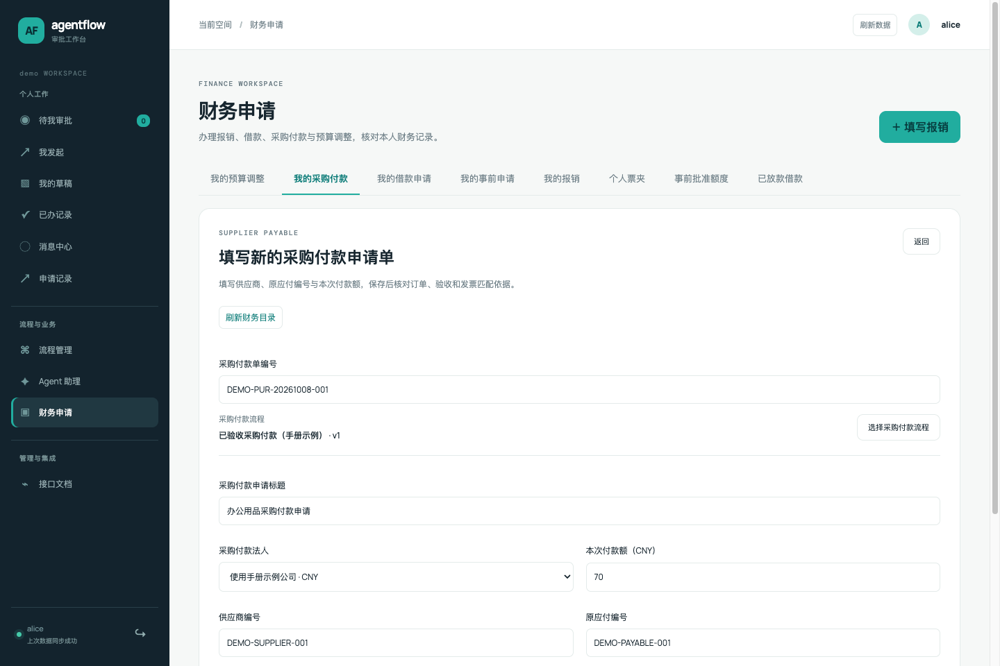 AF
agentflow
审批工作台
demo WORKSPACE
个人工作
待我审批
0
我发起
我的草稿
已办记录
消息中心
申请记录
流程与业务
流程管理
Agent 助理
财务申请
管理与集成
接口文档
alice
上次数据同步成功
当前空间 / 财务申请
刷新数据
A
alice
FINANCE WORKSPACE
财务申请
办理报销、借款、采购付款与预算调整，核对本人财务记录。
+ 填写报销
我的预算调整
我的采购付款
我的借款申请
我的事前申请
我的报销
个人票夹
事前批准额度
已放款借款
SUPPLIER PAYABLE
填写新的采购付款申请单
返回
填写供应商、原应付编号与本次付款额，保存后核对订单、验收和发票匹配依据。
刷新财务目录
采购付款单编号
DEMO-PUR-20261008-001
采购付款流程
已验收采购付款（手册示例） · v1
选择采购付款流程
采购付款申请标题
办公用品采购付款申请
采购付款法人
本次付款额（CNY）
使用手册示例公司 · CNY
70
供应商编号
原应付编号
DEMO-SUPPLIER-001
DEMO-PAYABLE-001